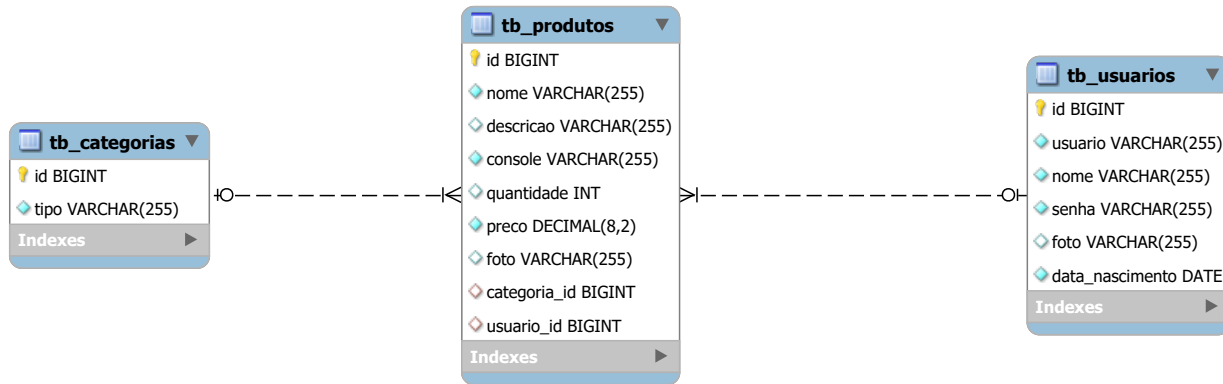 tb_categorias
id BIGINT
tipo VARCHAR(255)
Indexes
tb_produtos
id BIGINT
nome VARCHAR(255)
descricao VARCHAR(255)
console VARCHAR(255)
quantidade INT
preco DECIMAL(8,2)
foto VARCHAR(255)
categoria_id BIGINT
usuario_id BIGINT
Indexes
tb_usuarios
id BIGINT
usuario VARCHAR(255)
nome VARCHAR(255)
senha VARCHAR(255)
foto VARCHAR(255)
data_nascimento DATE
Indexes